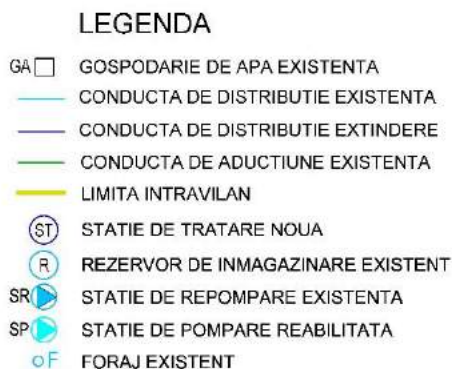 LEGENDA
GA GOSPODARIE DE APA EXISTENTA
CONDUCTA DE DISTRIBUTIE EXISTENTA
CONDUCTA DE DISTRIBUTIE EXTINDERE
CONDUCTA DE ADUCTIUNE EXISTENTA
LIMITA INTRAVILAN
ST STATIE DE TRATARE NOUA
R REZERVOR DE INMAGAZINARE EXISTENT
SR STATIE DE REPOMPARE EXISTENTA
SP STATIE DE POMPARE REABILITATA
F FORAJ EXISTENT